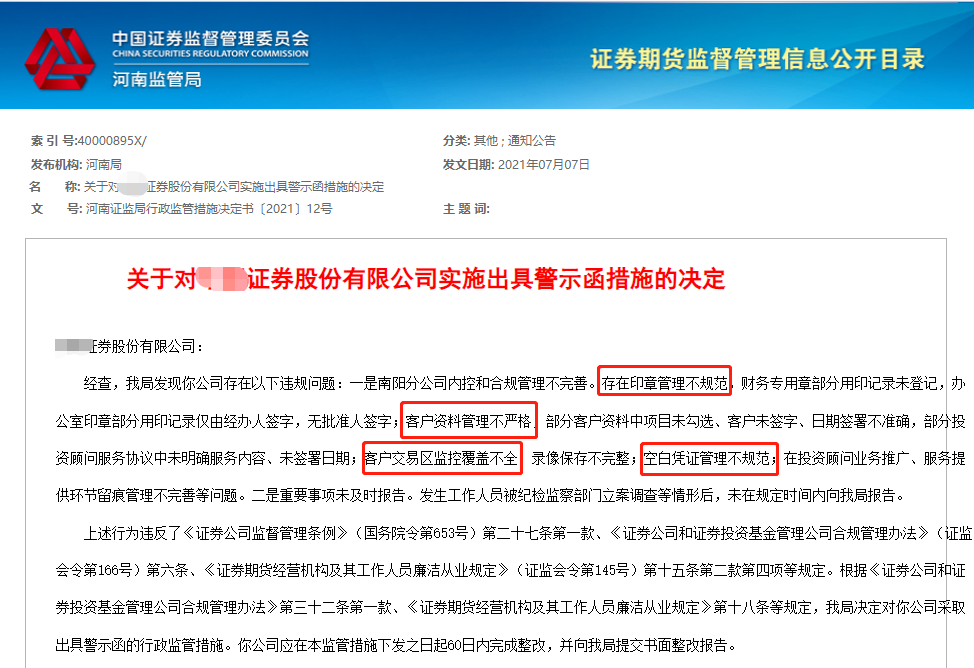 中国证券监督管理委员会
CHINA SECURITIES REGULATORY COMMISSION
河南监管局
证券期货监督管理信息公开目录
索 引 号:40000895X/
分类: 其他 ; 通知公告
发布机构: 河南局
发文日期: 2021年07月07日
名 称: 关于对 证券股份有限公司实施出具警示函措施的决定
文 号: 河南证监局行政监管措施决定书〔2021〕12号
主 题 词:
关于对 证券股份有限公司实施出具警示函措施的决定
证券股份有限公司：
经查，我局发现你公司存在以下违规问题：一是南阳分公司内控和合规管理不完善。存在印章管理不规范，财务专用章部分用印记录未登记，办
公室印章部分用印记录仅由经办人签字，无批准人签字；客户资料管理不严格，部分客户资料中项目未勾选、客户未签字、日期签署不准确，部分投
资顾问服务协议中未明确服务内容、未签署日期；客户交易区监控覆盖不全，录像保存不完整；空白凭证管理不规范；在投资顾问业务推广、服务提
供环节留痕管理不完善等问题。二是重要事项未及时报告。发生工作人员被纪检监察部门立案调查等情形后，未在规定时间内向我局报告。
上述行为违反了《证券公司监督管理条例》（国务院令第653号）第二十七条第一款、《证券公司和证券投资基金管理公司合规管理办法》（证监
会令第166号）第六条、《证券期货经营机构及其工作人员廉洁从业规定》（证监会令第145号）第十五条第二款第四项等规定。根据《证券公司和证
券投资基金管理公司合规管理办法》第三十二条第一款、《证券期货经营机构及其工作人员廉洁从业规定》第十八条等规定，我局决定对你公司采取
出具警示函的行政监管措施。你公司应在本监管措施下发之日起60日内完成整改，并向我局提交书面整改报告。